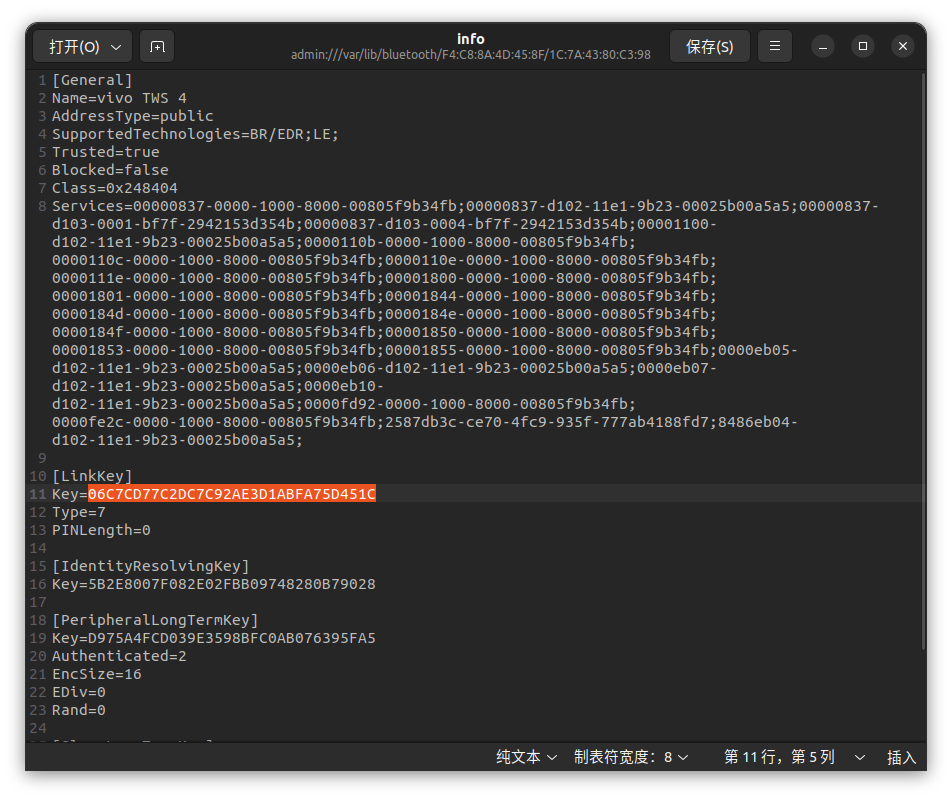 打开(O)
info
admin:///var/lib/bluetooth/F4:C8:8A:4D:45:8F/1C:7A:43:80:C3:98
保存(S)
1 [General]
2 Name=vivo TWS 4
3 AddressType=public
4 SupportedTechnologies=BR/EDR;LE;
5 Trusted=true
6 Blocked=false
7 Class=0x248404
8 Services=00000837-0000-1000-8000-00805f9b34fb;00000837-d102-11e1-9b23-00025b00a5a5;00000837-
d103-0001-bf7f-2942153d354b;00000837-d103-0004-bf7f-2942153d354b;00001100-
d102-11e1-9b23-00025b00a5a5;0000110b-0000-1000-8000-00805f9b34fb;
0000110c-0000-1000-8000-00805f9b34fb;0000110e-0000-1000-8000-00805f9b34fb;
0000111e-0000-1000-8000-00805f9b34fb;00001800-0000-1000-8000-00805f9b34fb;
00001801-0000-1000-8000-00805f9b34fb;00001844-0000-1000-8000-00805f9b34fb;
0000184d-0000-1000-8000-00805f9b34fb;0000184e-0000-1000-8000-00805f9b34fb;
0000184f-0000-1000-8000-00805f9b34fb;00001850-0000-1000-8000-00805f9b34fb;
00001853-0000-1000-8000-00805f9b34fb;00001855-0000-1000-8000-00805f9b34fb;0000eb05-
d102-11e1-9b23-00025b00a5a5;0000eb06-d102-11e1-9b23-00025b00a5a5;0000eb07-
d102-11e1-9b23-00025b00a5a5;0000eb10-
d102-11e1-9b23-00025b00a5a5;0000fd92-0000-1000-8000-00805f9b34fb;
0000fe2c-0000-1000-8000-00805f9b34fb;2587db3c-ce70-4fc9-935f-777ab4188fd7;8486eb04-
d102-11e1-9b23-00025b00a5a5;
9
10 [LinkKey]
11 Key=06C7CD77C2DC7C92AE3D1ABFA75D451C
12 Type=7
13 PINLength=0
14
15 [IdentityResolvingKey]
16 Key=5B2E8007F082E02FBB09748280B79028
17
18 [PeripheralLongTermKey]
19 Key=D975A4FCD039E3598BFC0AB076395FA5
20 Authenticated=2
21 EncSize=16
22 EDiv=0
23 Rand=0
24
纯文本
制表符宽度：8
第 11 行，第 5 列
插入